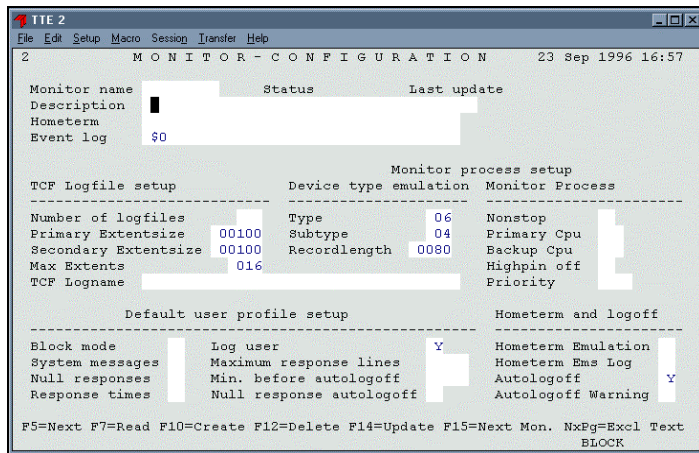 TTE 2
File Edit Setup Macro Session Transfer Help
2 MONITOR-CONFIGURATION 23 Sep 1996 16:57
Monitor name Status Last update
Description
Hometerm
Event log $0
Monitor process setup
TCF Logfile setup Device type emulation Monitor Process
Number of logfiles Type 06 Nonstop
Primary Extentsize 00100 Subtype 04 Primary Cpu
Secondary Extentsize 00100 Recordlength 0080 Backup Cpu
Max Extents 016 Highpin off
TCF Logname Priority
Default user profile setup Hometerm and logoff
Block mode Log user Y Hometerm Emulation
System messages Maximum response lines Hometerm Ems Log
Null responses Min. before autologoff Autologoff Y
Response times Null response autologoff Autologoff Warning
F5=Next F7=Read F10=Create F12=Delete F14=Update F15=Next Mon. NxPg=Excl Text
BLOCK